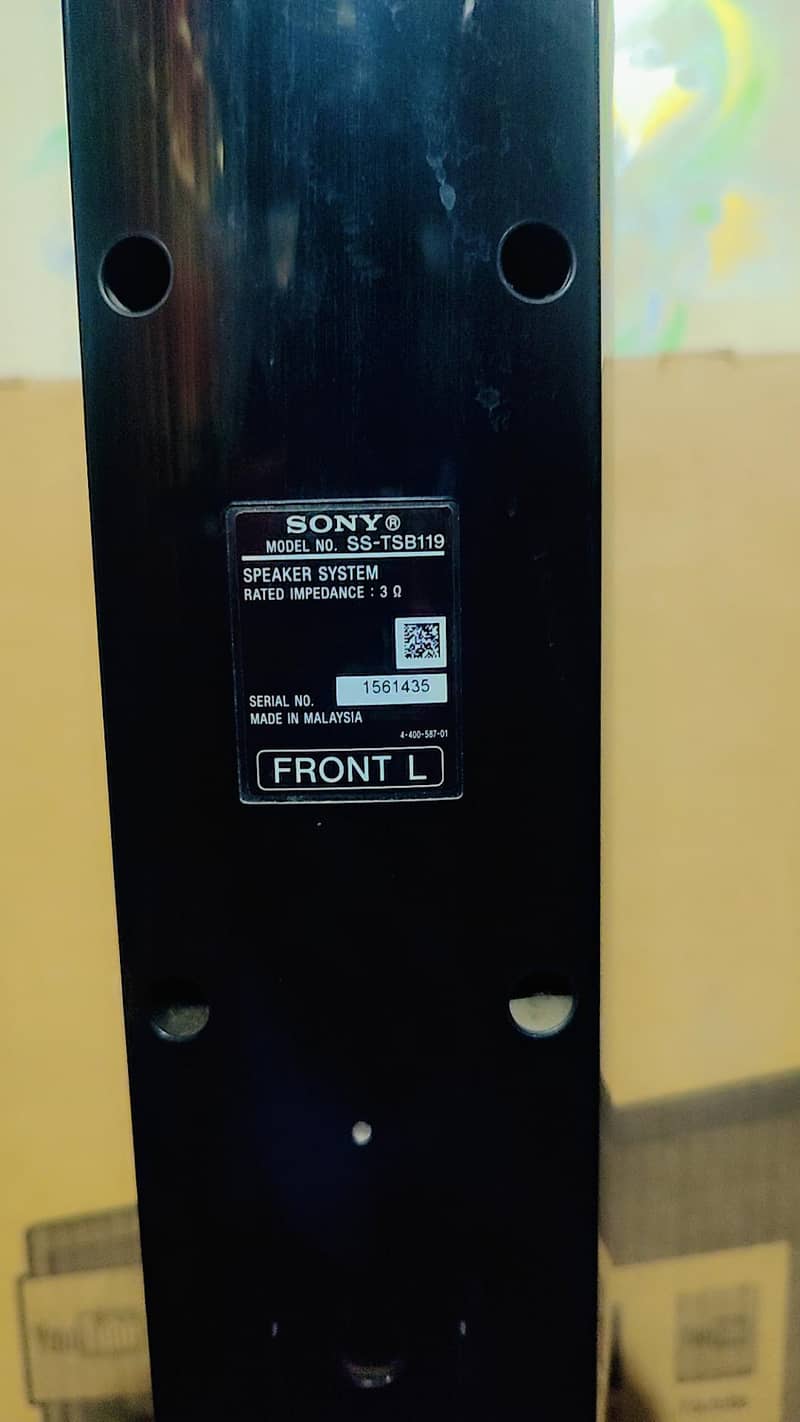 SONY®
MODEL NO. SS-TSB119
SPEAKER SYSTEM
RATED IMPEDANCE : 3 Ω
1561435
SERIAL NO.
MADE IN MALAYSIA
4-400-587-01
FRONT L
YouTube